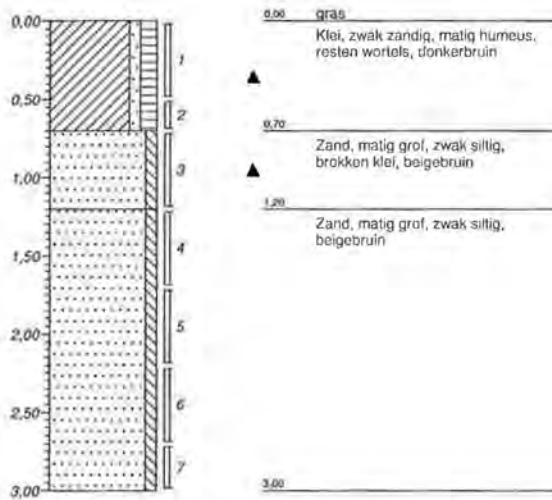 0,00
0,50
1,00
1,50
2,00
2,50
3,00
1
2
3
4
5
6
7
0,00 gras
Klei, zwak zandig, matig humeus,
resten wortels, donkerbruin
0,70
Zand, matig grof, zwak siltig,
brokken klei, beigebruin
1,20
Zand, matig grof, zwak siltig,
beigebruin
3,00